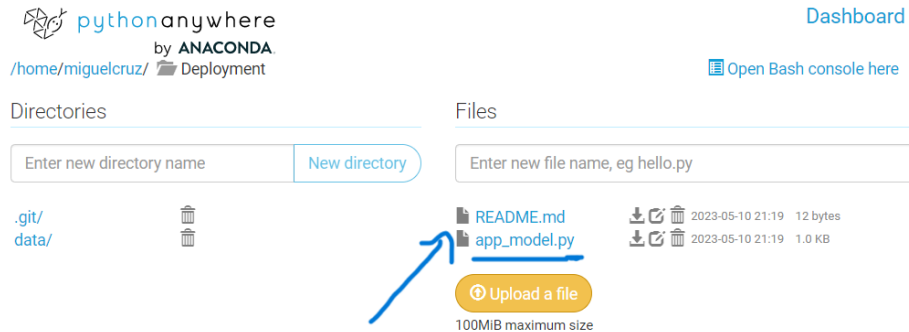 pythonanywhere
by ANACONDA.
Dashboard
/home/miguelcruz/ Deployment
Open Bash console here
Directories
Files
Enter new directory name New directory
Enter new file name, eg hello.py
.git/
README.md 2023-05-10 21:19 12 bytes
data/
app_model.py 2023-05-10 21:19 1.0 KB
Upload a file
100MiB maximum size